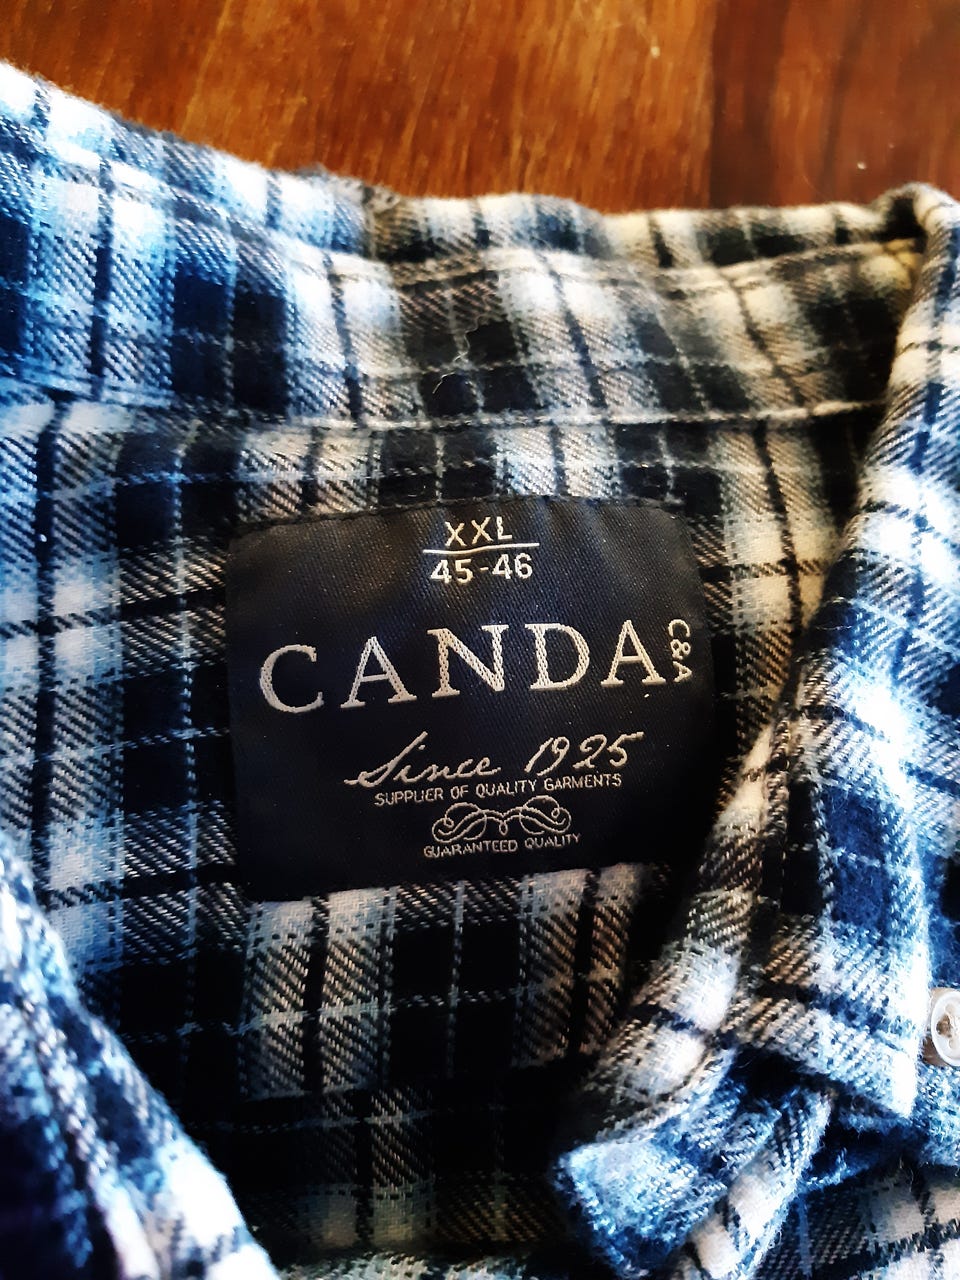 XXL
45-46
CANDA C&A
Since 1925
SUPPLIER OF QUALITY GARMENTS
GUARANTEED QUALITY